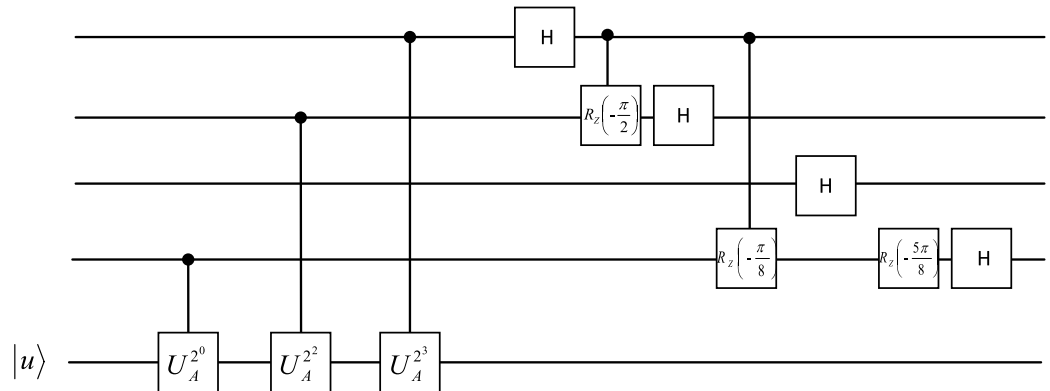 H
R_Z(-π/2) H
H
R_Z(-π/8) R_Z(-5π/8) H
|u⟩ U_A^{2^0} U_A^{2^2} U_A^{2^3}